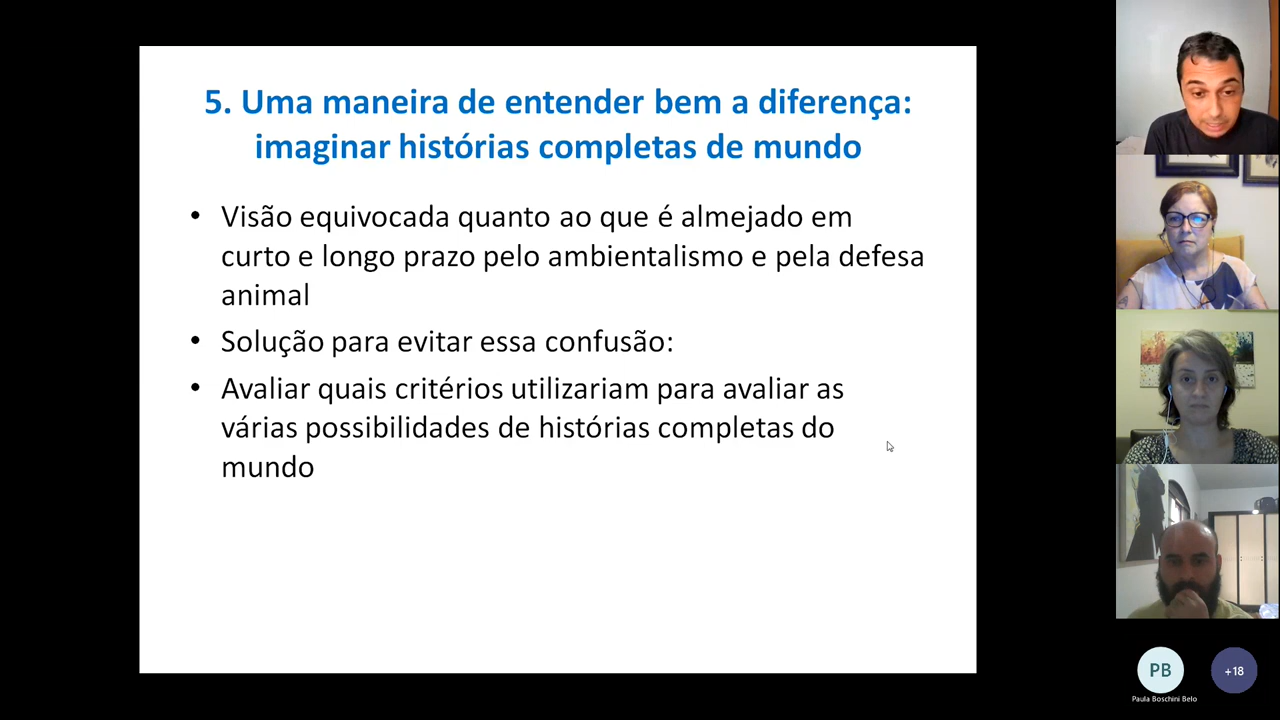 5. Uma maneira de entender bem a diferença:
imaginar histórias completas de mundo
• Visão equivocada quanto ao que é almejado em
curto e longo prazo pelo ambientalismo e pela defesa
animal
• Solução para evitar essa confusão:
• Avaliar quais critérios utilizariam para avaliar as
várias possibilidades de histórias completas do
mundo
PB
+18
Paula Boschini Belo